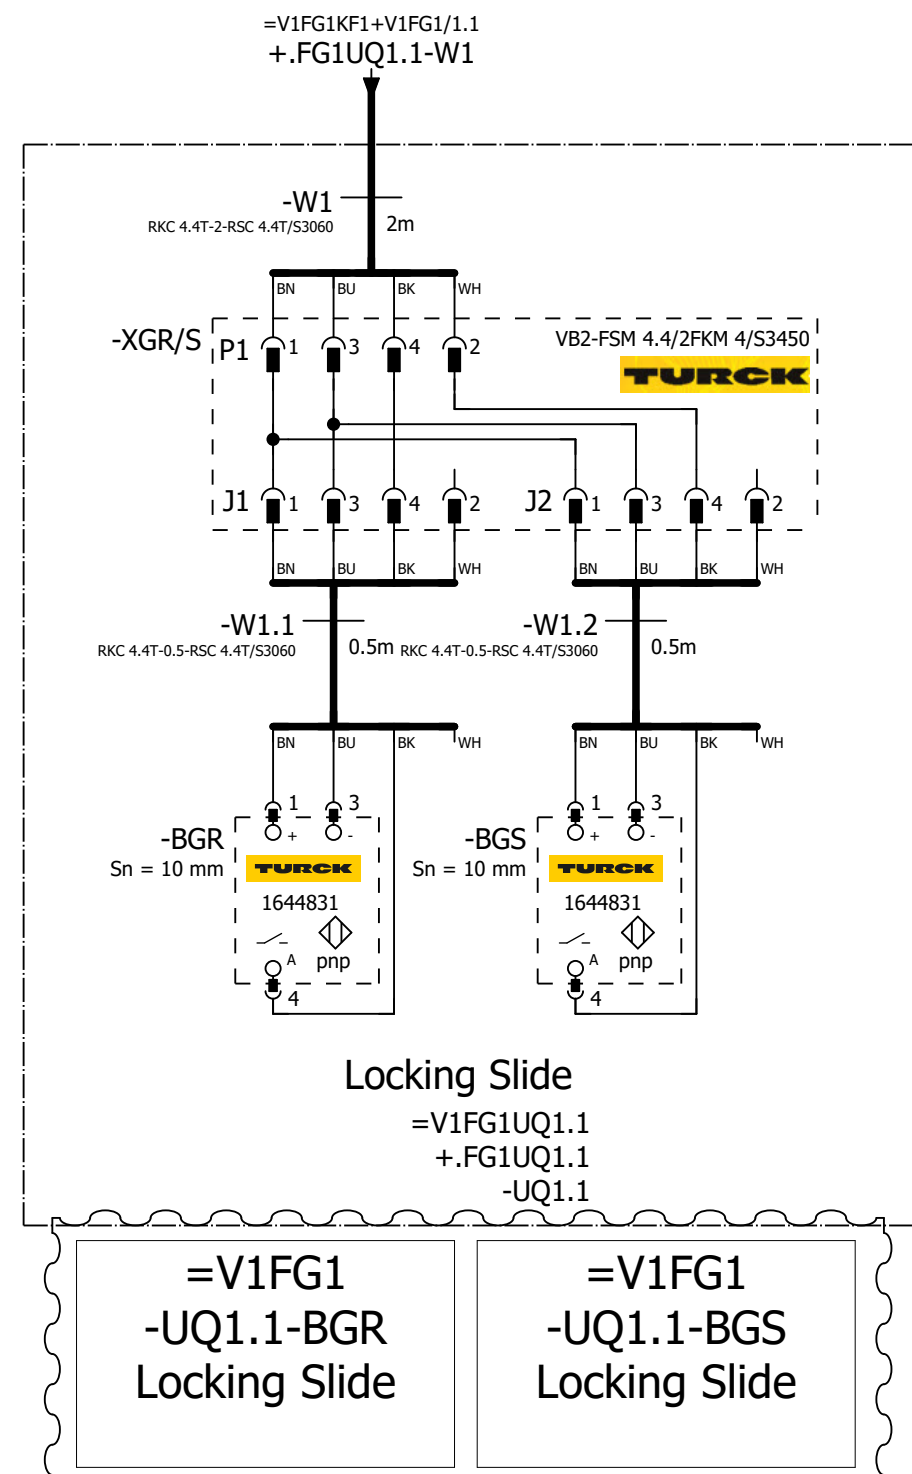 =V1FG1KF1+V1FG1/1.1
+.FG1UQ1.1-W1
-W1
RKC 4.4T-2-RSC 4.4T/S3060
2m
BN BU BK WH
-XGR/S
P1 1 3 4 2
VB2-FSM 4.4/2FKM 4/S3450
TURCK
J1 1 3 4 2
J2 1 3 4 2
BN BU BK WH
BN BU BK WH
-W1.1
RKC 4.4T-0.5-RSC 4.4T/S3060
0.5m
-W1.2
RKC 4.4T-0.5-RSC 4.4T/S3060
0.5m
BN BU BK WH
BN BU BK WH
1 3
-BGR
+ -
Sn = 10 mm
TURCK
1644831
A pnp
4
1 3
-BGS
+ -
Sn = 10 mm
TURCK
1644831
A pnp
4
Locking Slide
=V1FG1UQ1.1
+.FG1UQ1.1
-UQ1.1
=V1FG1
-UQ1.1-BGR
Locking Slide
=V1FG1
-UQ1.1-BGS
Locking Slide